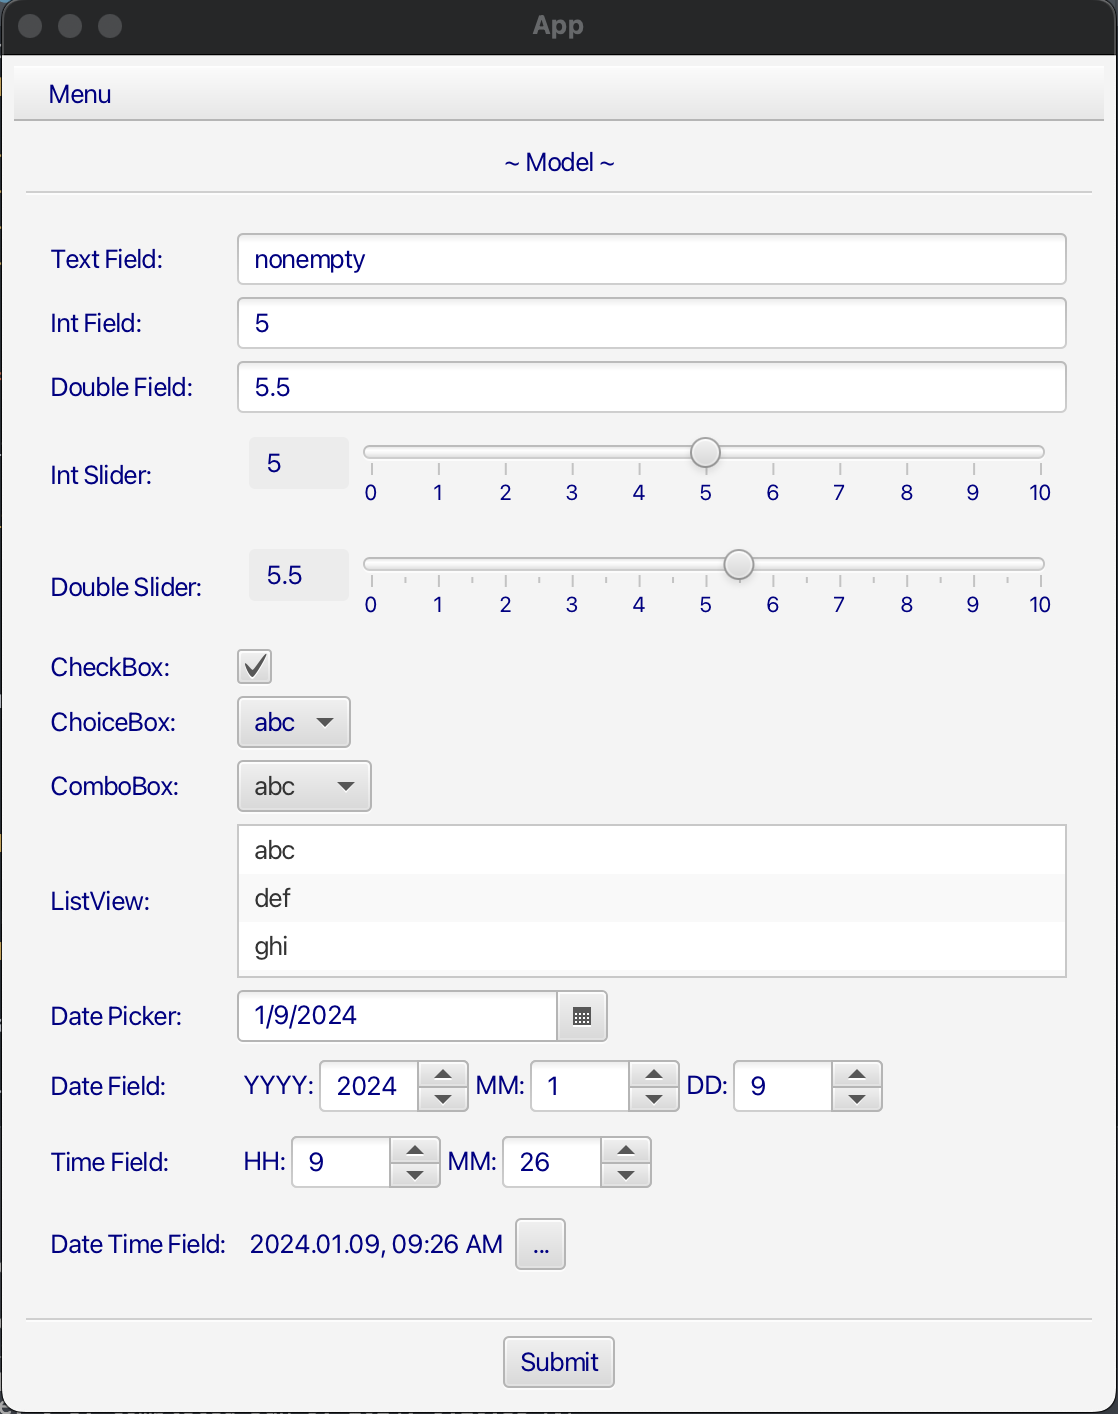 App
Menu
~ Model ~
Text Field: nonempty
Int Field: 5
Double Field: 5.5
Int Slider: 5
0 1 2 3 4 5 6 7 8 9 10
Double Slider: 5.5
0 1 2 3 4 5 6 7 8 9 10
CheckBox:
ChoiceBox: abc
ComboBox: abc
ListView:
abc
def
ghi
Date Picker: 1/9/2024
Date Field: YYYY: 2024 MM: 1 DD: 9
Time Field: HH: 9 MM: 26
Date Time Field: 2024.01.09, 09:26 AM ...
Submit